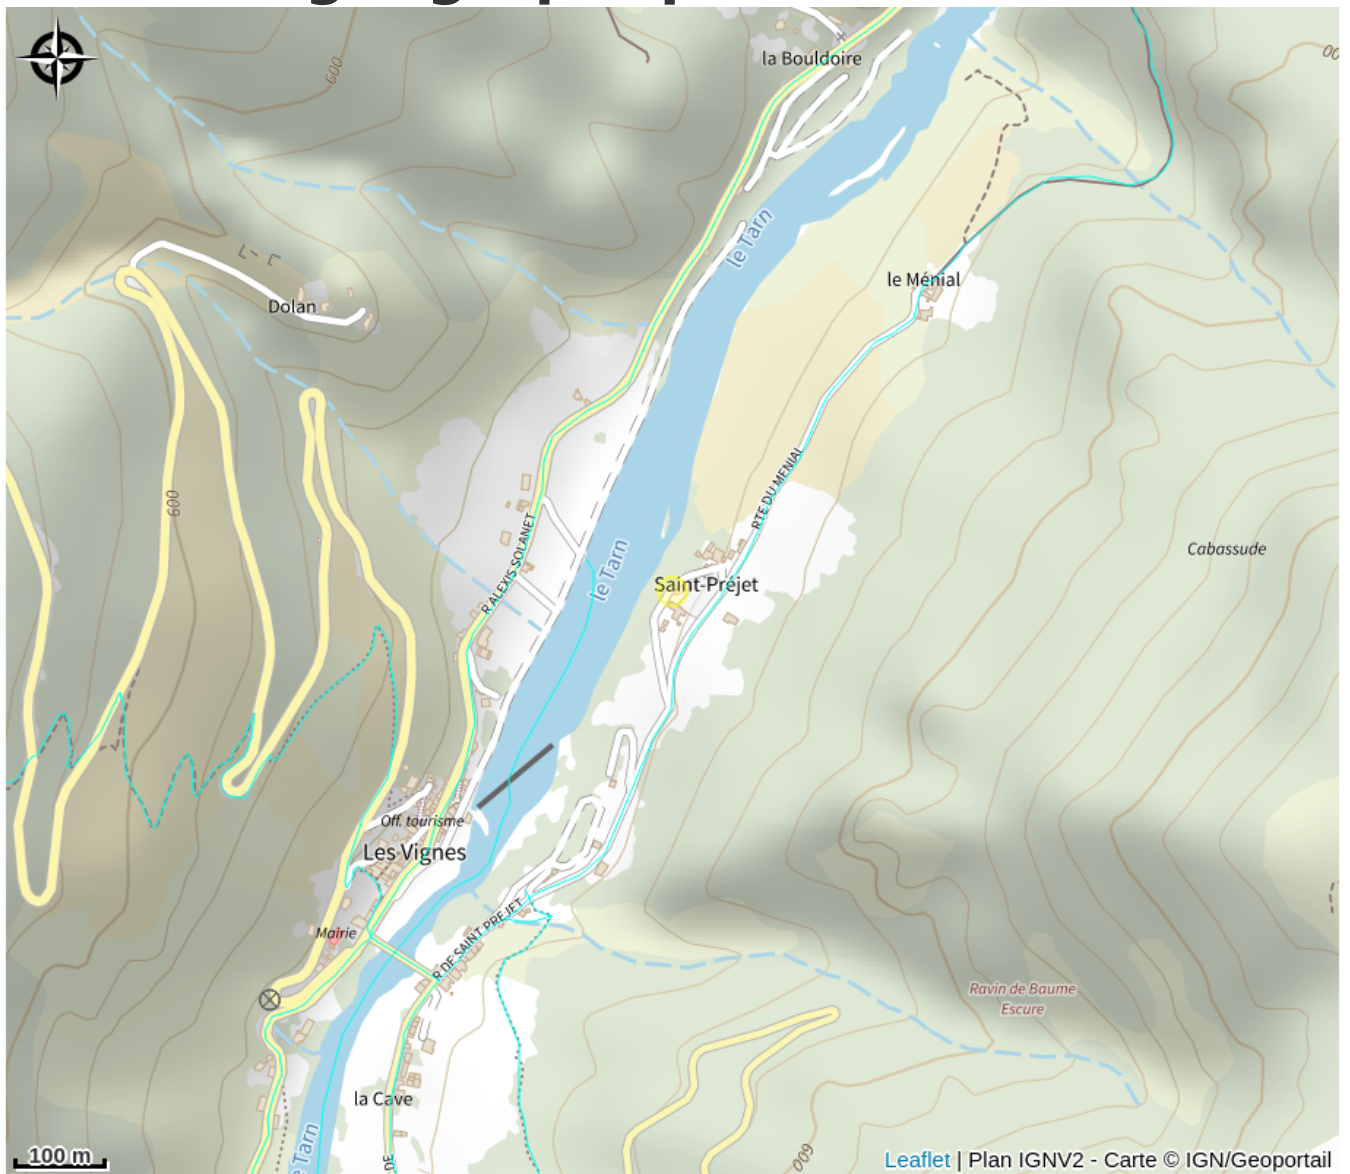 la Bouldoire
600
le Tarn
le Ménial
Dolan
RTE DU MENIAL
600
R ALEXIS SOLANET
le Tarn
Cabassude
Saint-Préjet
Off. tourisme
Les Vignes
R DE SAINT PREJET
Mairie
Ravin de Baume
Escure
la Cave
600
100 m
Leaflet | Plan IGNV2 - Carte © IGN/Geoportail